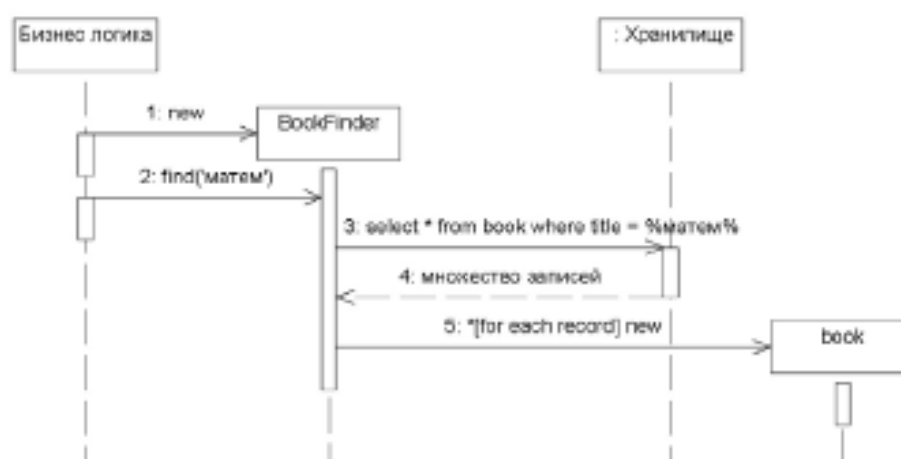 Бизнес логика
: Хранилище
1: new
BookFinder
2: find('матем')
3: select * from book where title = %матем%
4: множество записей
5: *[for each record] new
book